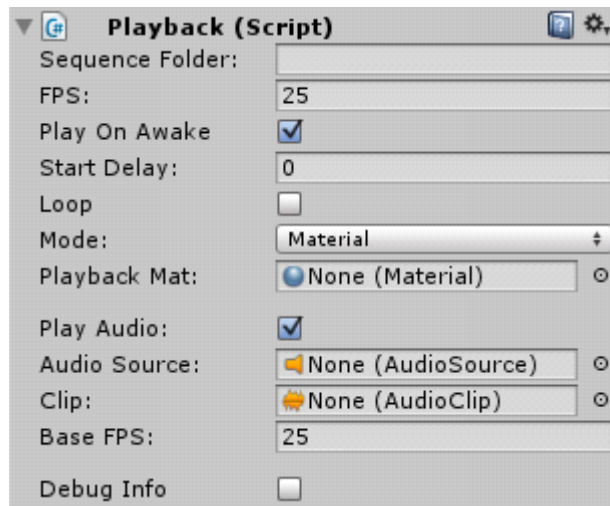 Playback (Script)
Sequence Folder:
FPS: 25
Play On Awake
Start Delay: 0
Loop
Mode: Material
Playback Mat: None (Material)
Play Audio:
Audio Source: None (AudioSource)
Clip: None (AudioClip)
Base FPS: 25
Debug Info